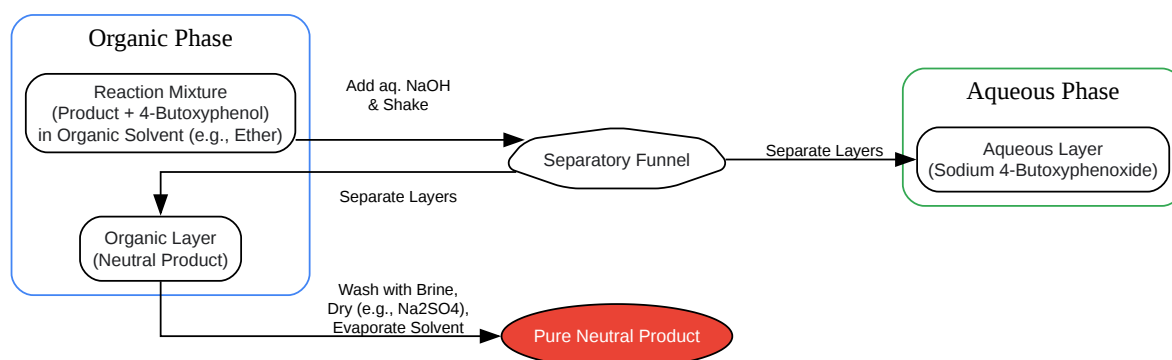 Organic Phase
Reaction Mixture
(Product + 4-Butoxyphenol)
in Organic Solvent (e.g., Ether)
Add aq. NaOH
& Shake
Separatory Funnel
Separate Layers
Aqueous Phase
Aqueous Layer
(Sodium 4-Butoxyphenoxide)
Separate Layers
Organic Layer
(Neutral Product)
Wash with Brine,
Dry (e.g., Na2SO4),
Evaporate Solvent
Pure Neutral Product